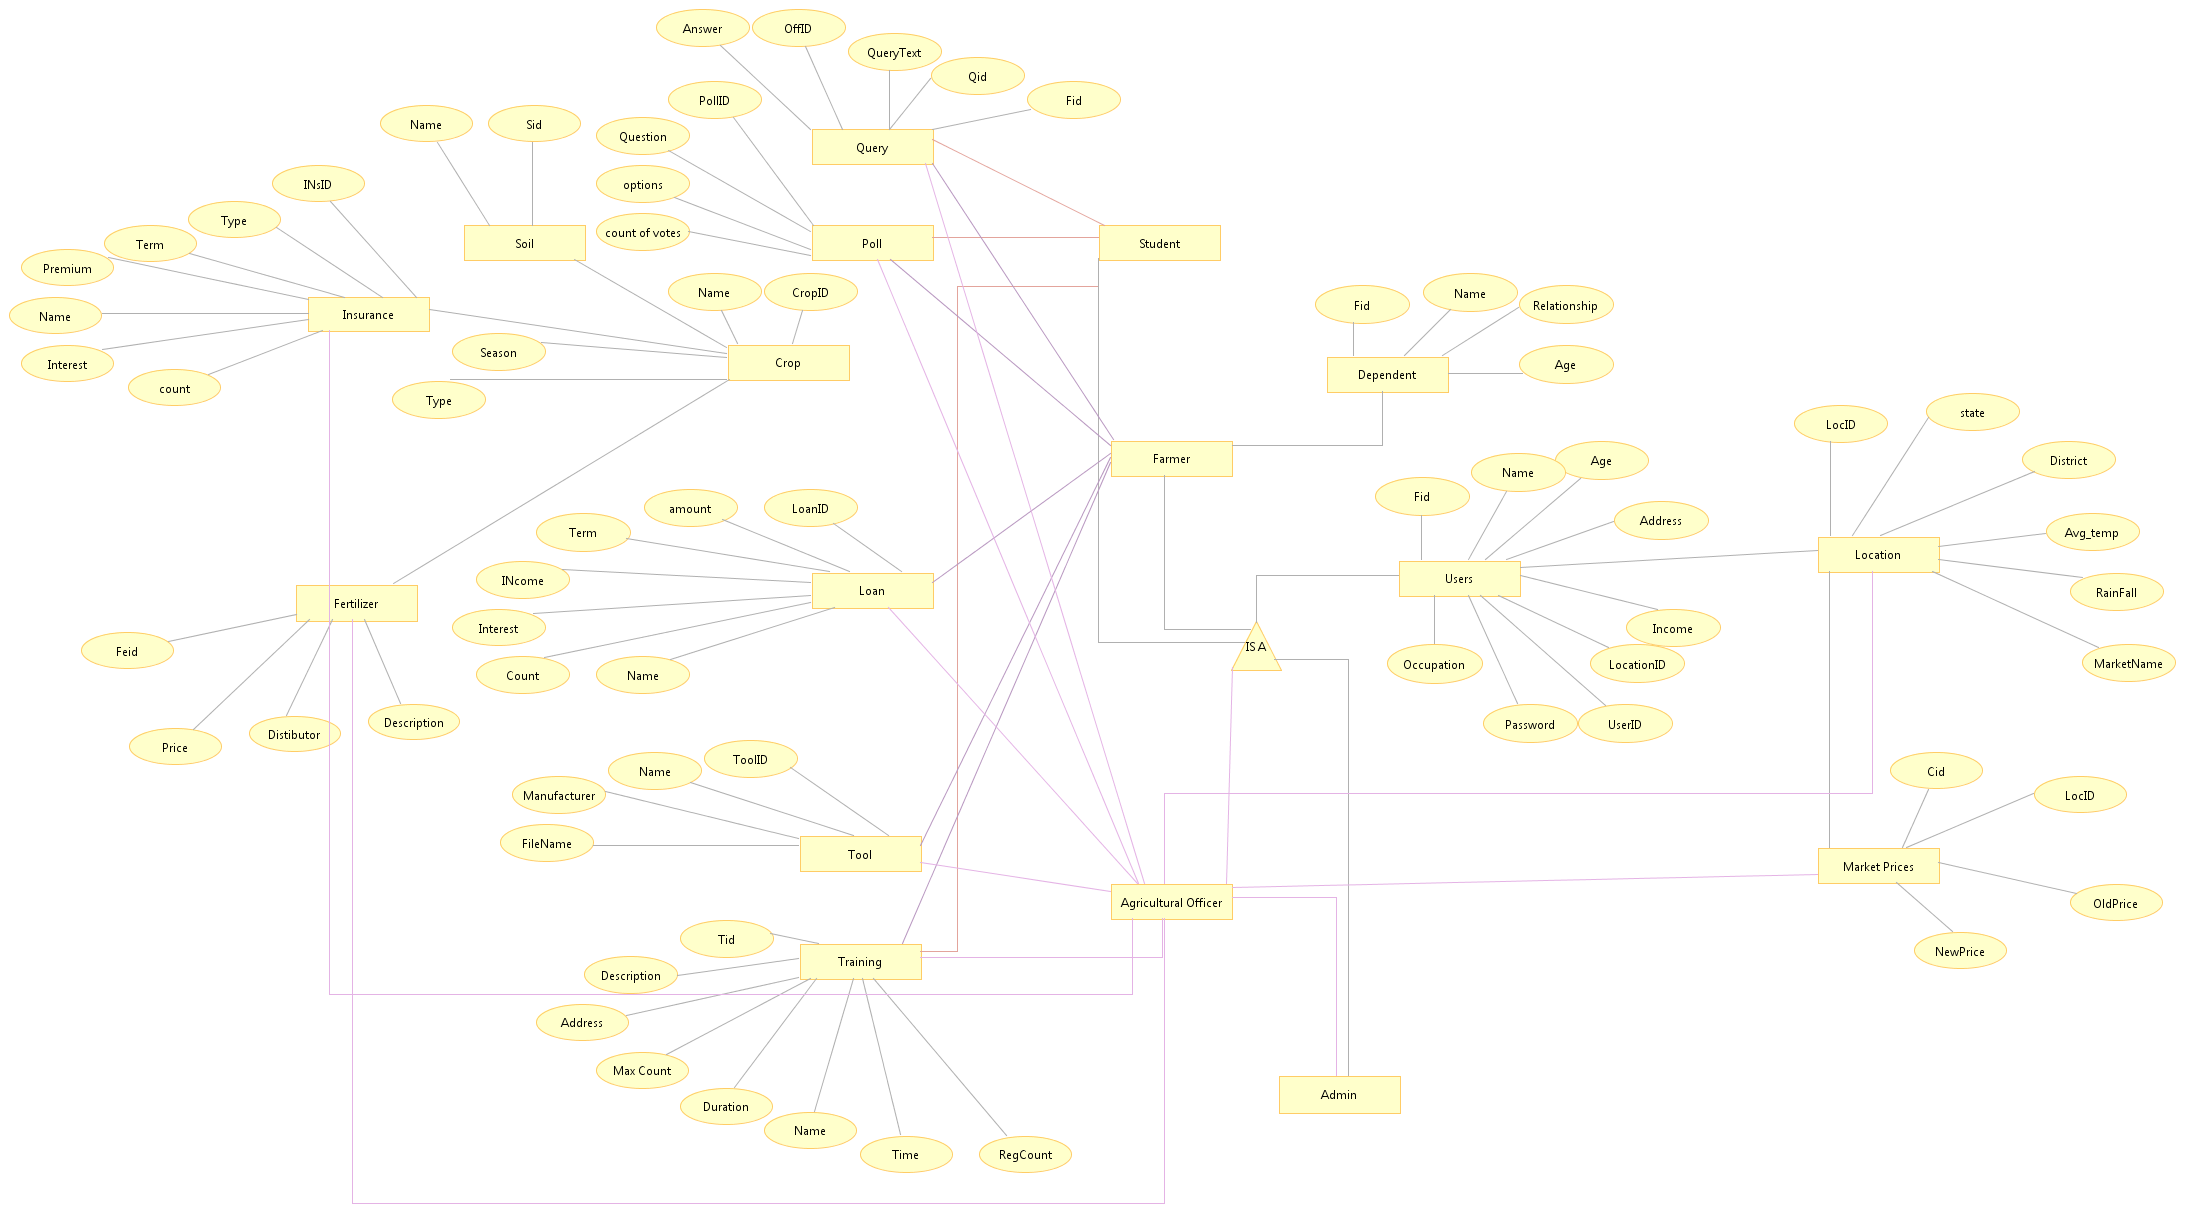 Answer
OffID
QueryText
Qid
Fid
PollID
Name
Sid
Question
Query
options
INsID
Type
count of votes
Soil
Poll
Student
Term
Premium
Name
CropID
Name
Fid
Relationship
Name
Insurance
Season
Crop
Interest
Age
Dependent
count
Type
state
LocID
Farmer
District
Age
Name
Fid
amount
LoanID
Address
Term
Avg_temp
Location
INcome
Users
Loan
RainFall
Fertilizer
Interest
Income
Feid
IS A
Occupation
LocationID
MarketName
Count
Name
Description
Password
UserID
Distibutor
Price
ToolID
Name
Cid
Manufacturer
LocID
FileName
Tool
Market Prices
Agricultural Officer
OldPrice
Tid
NewPrice
Training
Description
Address
Max Count
Admin
Duration
Name
Time
RegCount